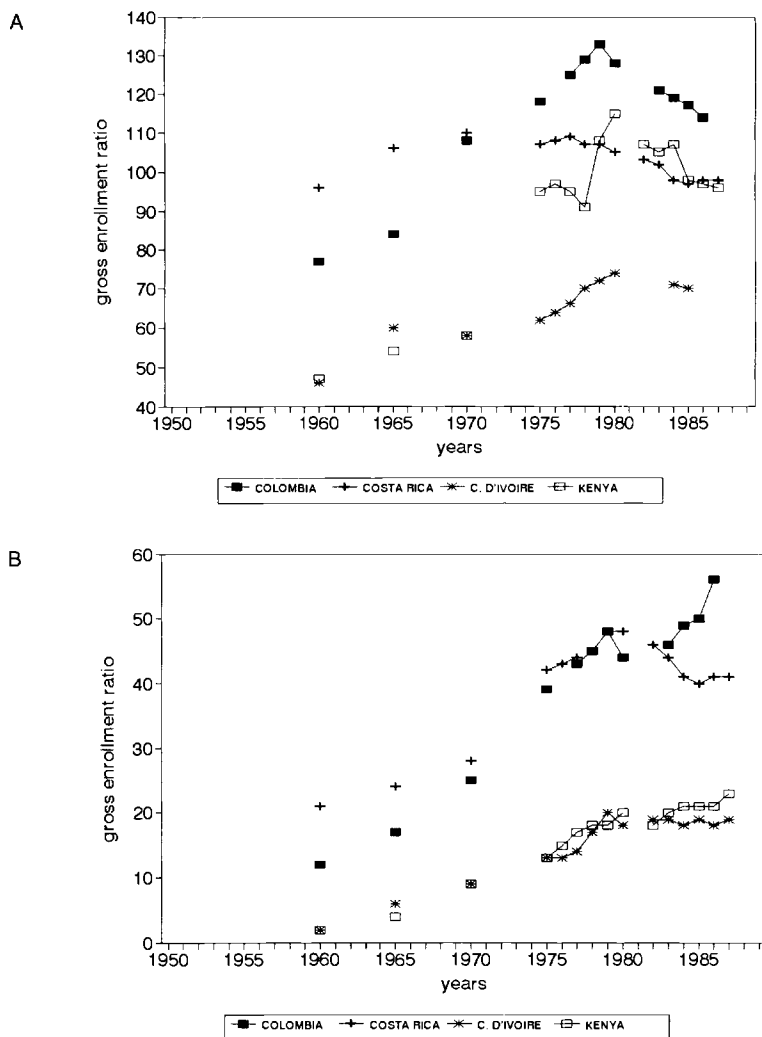 A
140
130
120
110
100
90
80
70
60
50
40
gross enrollment ratio
1950 1955 1960 1965 1970 1975 1980 1985
years
COLOMBIA COSTA RICA C. D'IVOIRE KENYA
B
60
50
40
30
20
10
0
gross enrollment ratio
1950 1955 1960 1965 1970 1975 1980 1985
years
COLOMBIA COSTA RICA C. D'IVOIRE KENYA